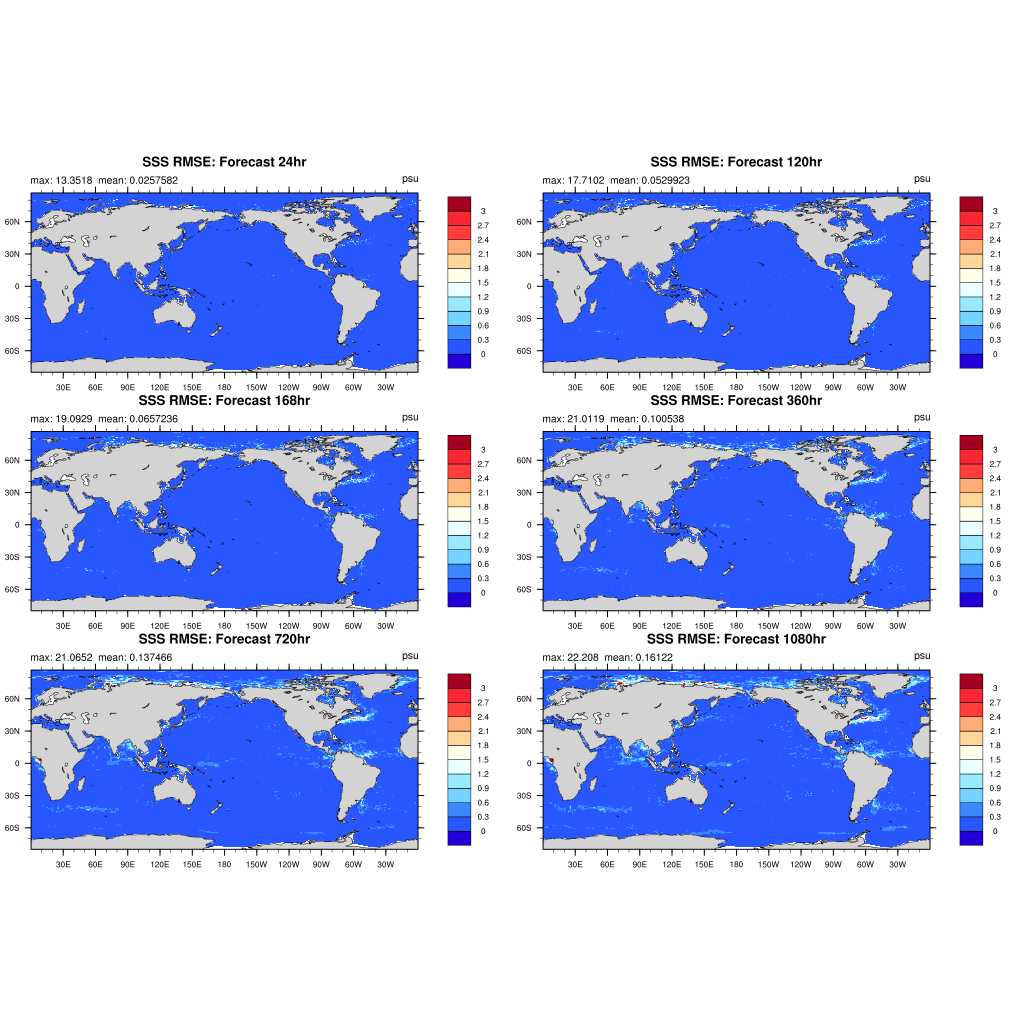 SSS RMSE: Forecast 24hr
max: 13.3518 mean: 0.0257582 psu
60N
30N
0
30S
60S
30E 60E 90E 120E 150E 180 150W 120W 90W 60W 30W
3
2.7
2.4
2.1
1.8
1.5
1.2
0.9
0.6
0.3
0
SSS RMSE: Forecast 120hr
max: 17.7102 mean: 0.0529923 psu
60N
30N
0
30S
60S
30E 60E 90E 120E 150E 180 150W 120W 90W 60W 30W
3
2.7
2.4
2.1
1.8
1.5
1.2
0.9
0.6
0.3
0
SSS RMSE: Forecast 168hr
max: 19.0929 mean: 0.0657236 psu
60N
30N
0
30S
60S
30E 60E 90E 120E 150E 180 150W 120W 90W 60W 30W
3
2.7
2.4
2.1
1.8
1.5
1.2
0.9
0.6
0.3
0
SSS RMSE: Forecast 360hr
max: 21.0119 mean: 0.100538 psu
60N
30N
0
30S
60S
30E 60E 90E 120E 150E 180 150W 120W 90W 60W 30W
3
2.7
2.4
2.1
1.8
1.5
1.2
0.9
0.6
0.3
0
SSS RMSE: Forecast 720hr
max: 21.0652 mean: 0.137466 psu
60N
30N
0
30S
60S
30E 60E 90E 120E 150E 180 150W 120W 90W 60W 30W
3
2.7
2.4
2.1
1.8
1.5
1.2
0.9
0.6
0.3
0
SSS RMSE: Forecast 1080hr
max: 22.208 mean: 0.16122 psu
60N
30N
0
30S
60S
30E 60E 90E 120E 150E 180 150W 120W 90W 60W 30W
3
2.7
2.4
2.1
1.8
1.5
1.2
0.9
0.6
0.3
0